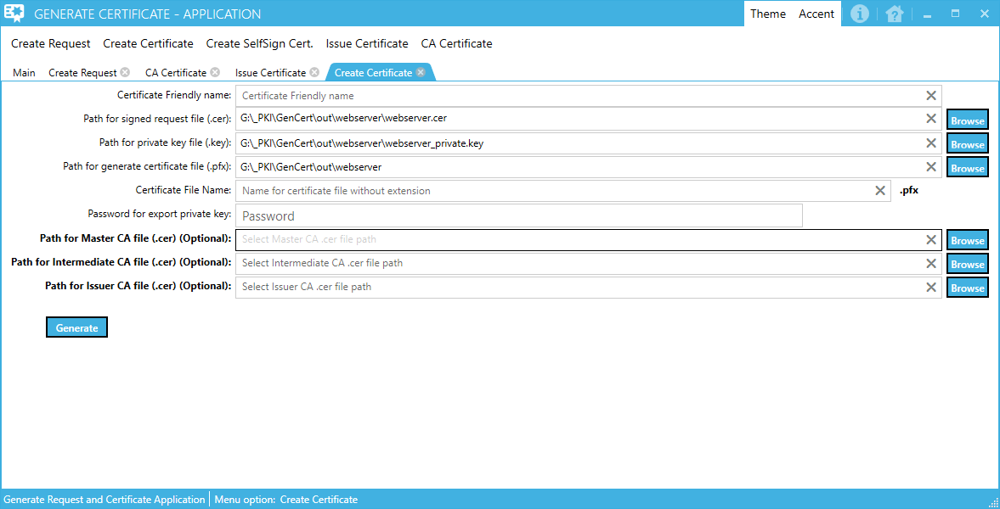 GENERATE CERTIFICATE - APPLICATION Theme Accent
Create Request Create Certificate Create SelfSign Cert. Issue Certificate CA Certificate
Main Create Request CA Certificate Issue Certificate Create Certificate
Certificate Friendly name: Certificate Friendly name
Path for signed request file (.cer): G:\_PKI\GenCert\out\webserver\webserver.cer Browse
Path for private key file (.key): G:\_PKI\GenCert\out\webserver\webserver_private.key Browse
Path for generate certificate file (.pfx): G:\_PKI\GenCert\out\webserver Browse
Certificate File Name: Name for certificate file without extension .pfx
Password for export private key: Password
Path for Master CA file (.cer) (Optional): Select Master CA .cer file path Browse
Path for Intermediate CA file (.cer) (Optional): Select Intermediate CA .cer file path Browse
Path for Issuer CA file (.cer) (Optional): Select Issuer CA .cer file path Browse
Generate
Generate Request and Certificate Application Menu option: Create Certificate